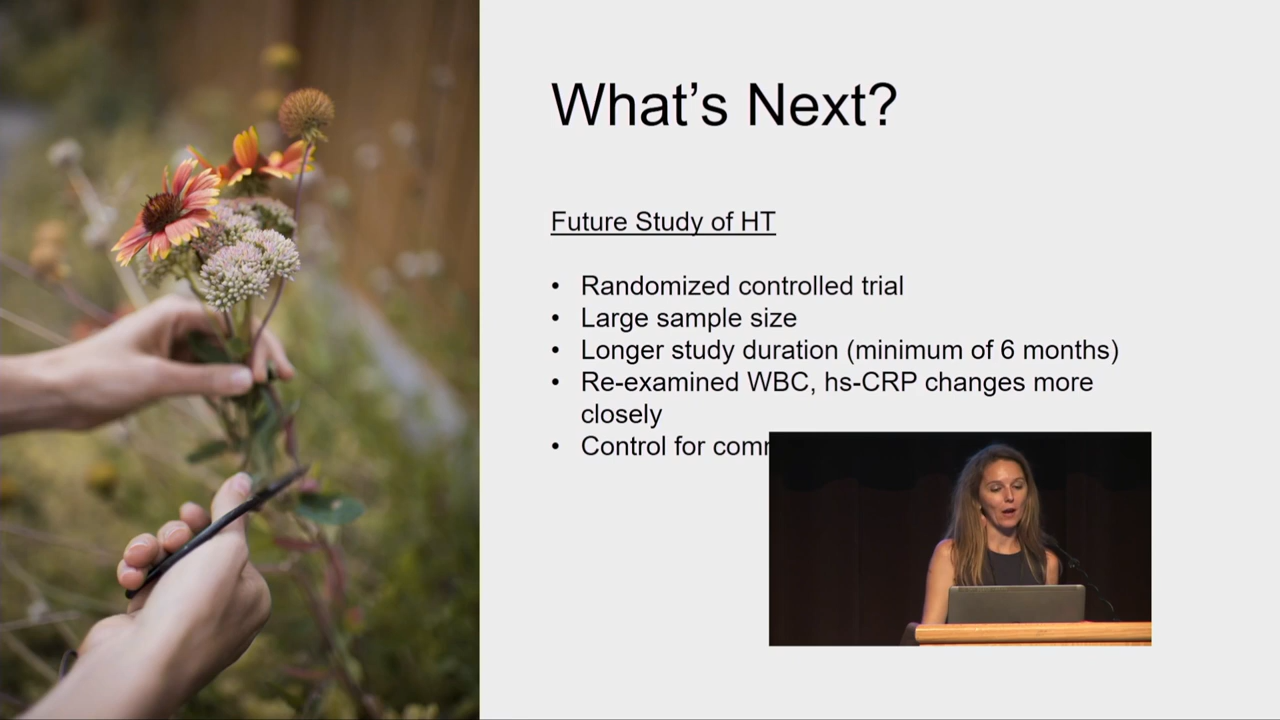 What’s Next?
Future Study of HT
• Randomized controlled trial
• Large sample size
• Longer study duration (minimum of 6 months)
• Re-examined WBC, hs-CRP changes more
closely
• Control for